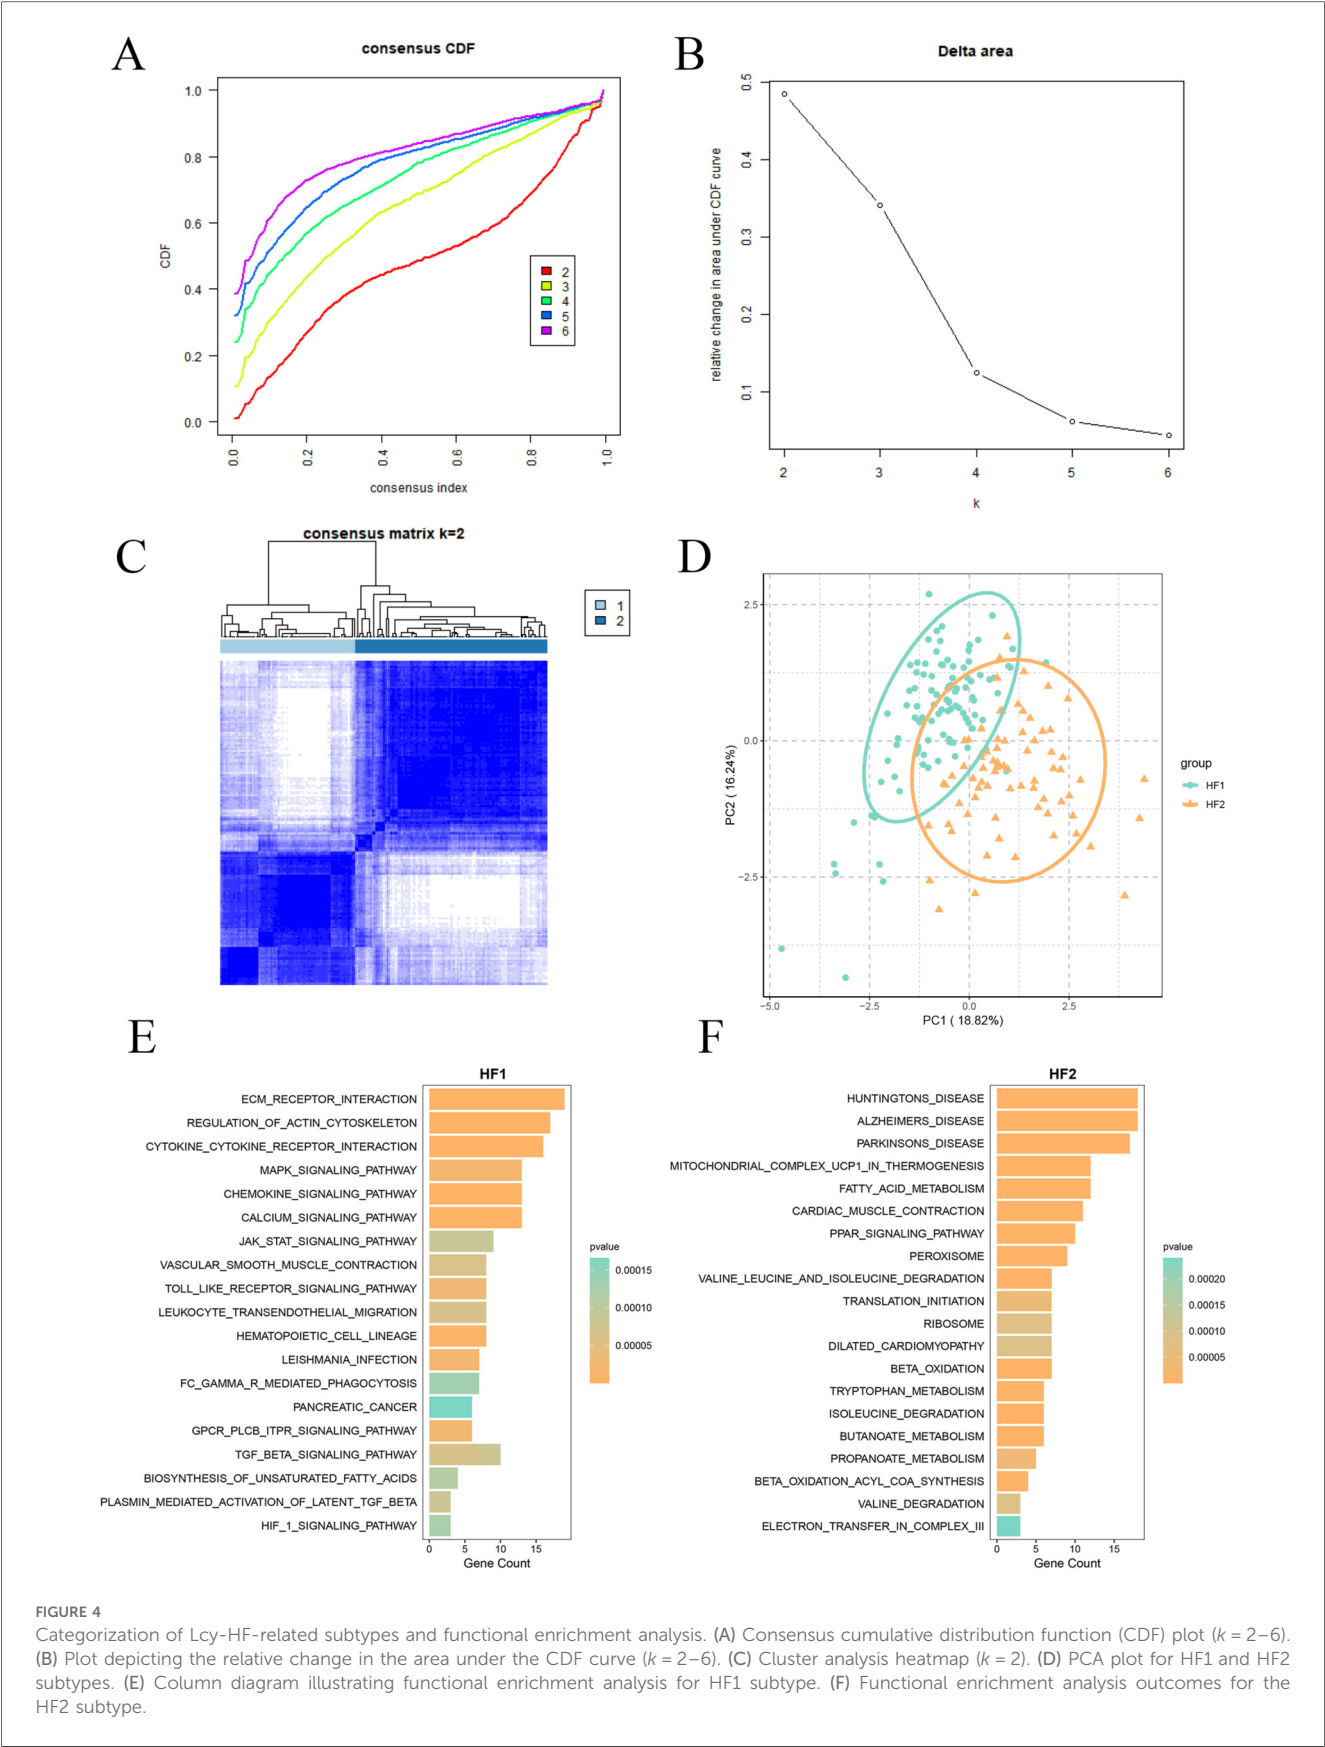 A
consensus CDF
CDF
1.0
0.8
0.6
0.4
0.2
0.0
2
3
4
5
6
0.0
0.2
0.4
0.6
0.8
1.0
consensus index
B
Delta area
relative change in area under CDF curve
0.5
0.4
0.3
0.2
0.1
2
3
4
5
6
k
C
consensus matrix k=2
1
2
D
PC2 ( 16.24%)
2.5
0.0
−2.5
−5.0
−2.5
0.0
2.5
PC1 ( 18.82%)
group
HF1
HF2
E
HF1
ECM_RECEPTOR_INTERACTION
REGULATION_OF_ACTIN_CYTOSKELETON
CYTOKINE_CYTOKINE_RECEPTOR_INTERACTION
MAPK_SIGNALING_PATHWAY
CHEMOKINE_SIGNALING_PATHWAY
CALCIUM_SIGNALING_PATHWAY
JAK_STAT_SIGNALING_PATHWAY
VASCULAR_SMOOTH_MUSCLE_CONTRACTION
TOLL_LIKE_RECEPTOR_SIGNALING_PATHWAY
LEUKOCYTE_TRANSENDOTHELIAL_MIGRATION
HEMATOPOIETIC_CELL_LINEAGE
LEISHMANIA_INFECTION
FC_GAMMA_R_MEDIATED_PHAGOCYTOSIS
PANCREATIC_CANCER
GPCR_PLCB_ITPR_SIGNALING_PATHWAY
TGF_BETA_SIGNALING_PATHWAY
BIOSYNTHESIS_OF_UNSATURATED_FATTY_ACIDS
PLASMIN_MEDIATED_ACTIVATION_OF_LATENT_TGF_BETA
HIF_1_SIGNALING_PATHWAY
0
5
10
15
Gene Count
pvalue
0.00015
0.00010
0.00005
F
HF2
HUNTINGTONS_DISEASE
ALZHEIMERS_DISEASE
PARKINSONS_DISEASE
MITOCHONDRIAL_COMPLEX_UCP1_IN_THERMOGENESIS
FATTY_ACID_METABOLISM
CARDIAC_MUSCLE_CONTRACTION
PPAR_SIGNALING_PATHWAY
PEROXISOME
VALINE_LEUCINE_AND_ISOLEUCINE_DEGRADATION
TRANSLATION_INITIATION
RIBOSOME
DILATED_CARDIOMYOPATHY
BETA_OXIDATION
TRYPTOPHAN_METABOLISM
ISOLEUCINE_DEGRADATION
BUTANOATE_METABOLISM
PROPANOATE_METABOLISM
BETA_OXIDATION_ACYL_COA_SYNTHESIS
VALINE_DEGRADATION
ELECTRON_TRANSFER_IN_COMPLEX_III
0
5
10
15
Gene Count
pvalue
0.00020
0.00015
0.00010
0.00005
FIGURE 4
Categorization of Lcy-HF-related subtypes and functional enrichment analysis. (A) Consensus cumulative distribution function (CDF) plot (k = 2–6).
(B) Plot depicting the relative change in the area under the CDF curve (k = 2–6). (C) Cluster analysis heatmap (k = 2). (D) PCA plot for HF1 and HF2
subtypes. (E) Column diagram illustrating functional enrichment analysis for HF1 subtype. (F) Functional enrichment analysis outcomes for the
HF2 subtype.